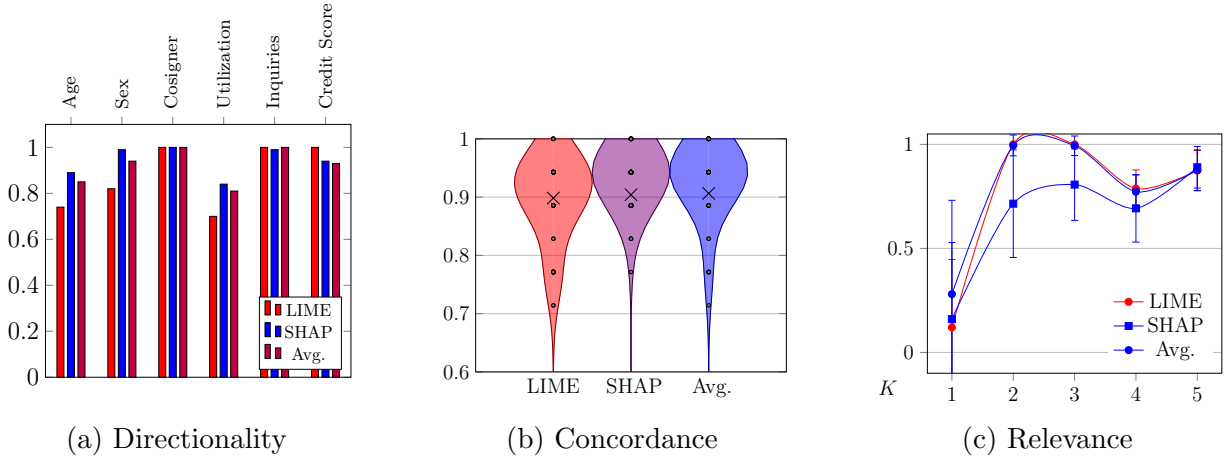 Age
Sex
Cosigner
Utilization
Inquiries
Credit Score
1
0.8
0.6
0.4
0.2
0
LIME
SHAP
Avg.
(a) Directionality
1
0.9
0.8
0.7
0.6
LIME SHAP Avg.
(b) Concordance
1
0.5
0
LIME
SHAP
Avg.
K 1 2 3 4 5
(c) Relevance